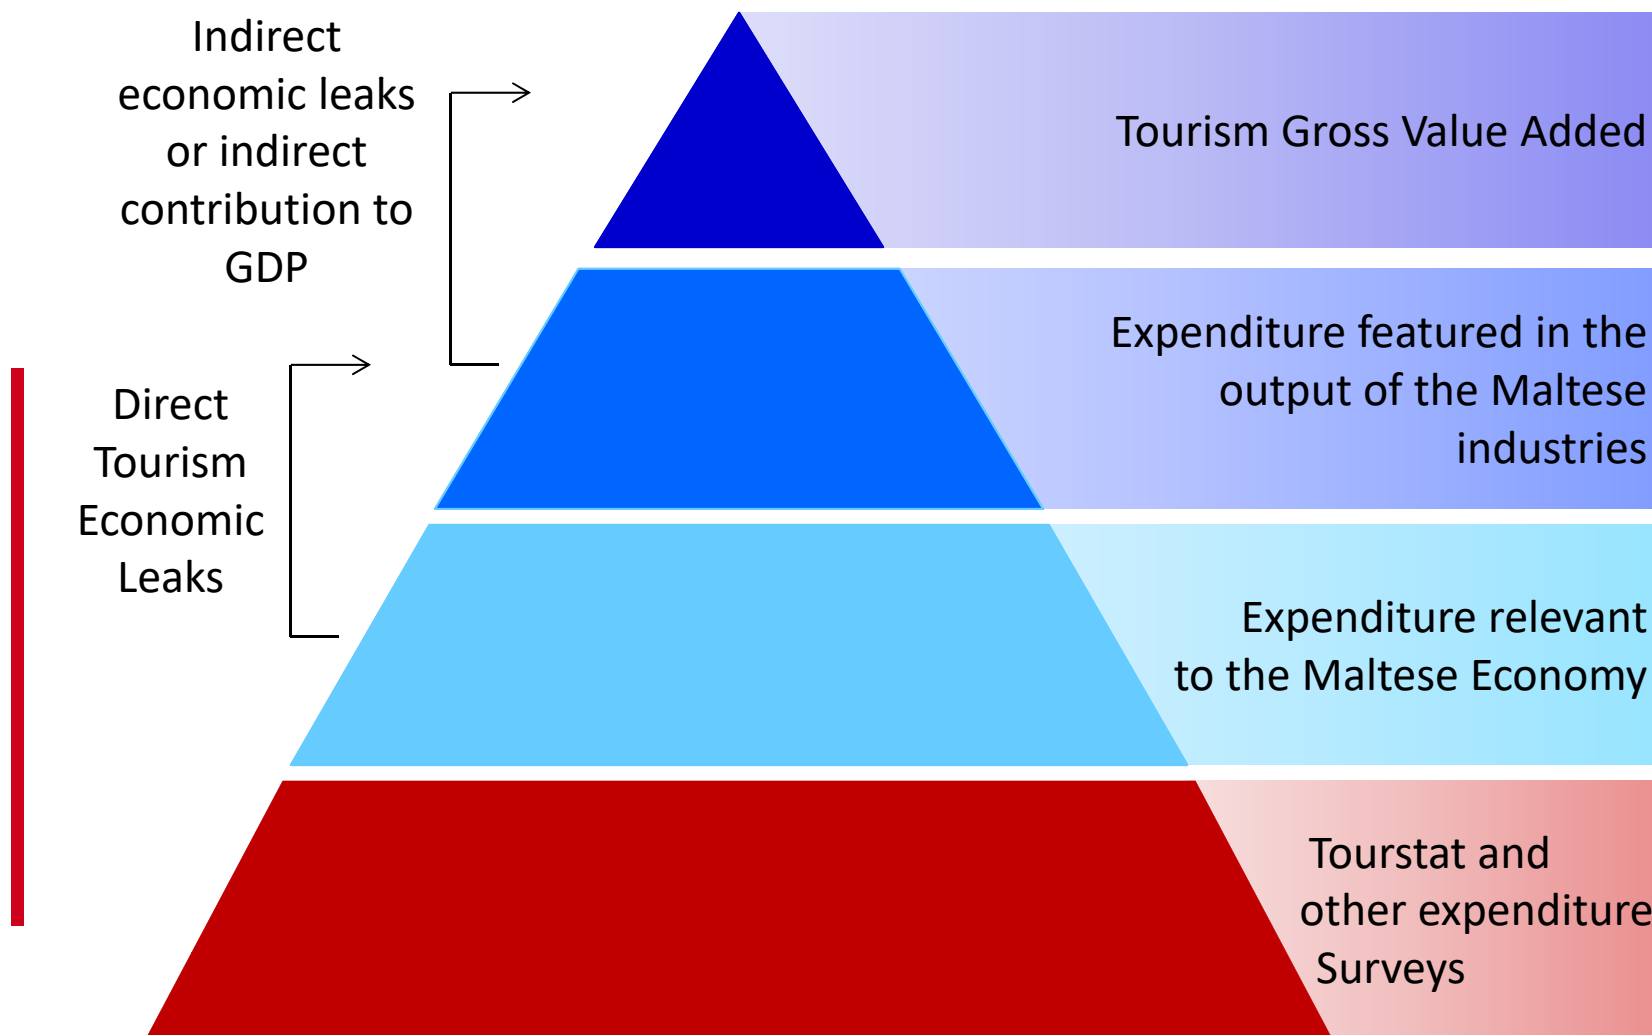 Indirect
economic leaks
or indirect
contribution to
GDP
Tourism Gross Value Added
Expenditure featured in the
output of the Maltese
industries
Direct
Tourism
Economic
Leaks
Expenditure relevant
to the Maltese Economy
Tourstat and
other expenditure
Surveys